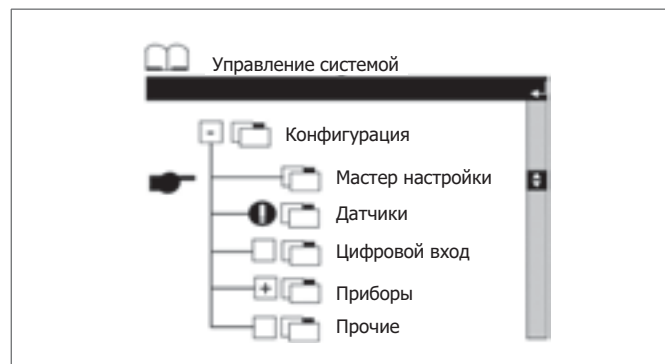 Управление системой
Конфигурация
Мастер настройки
Датчики
Цифровой вход
Приборы
Прочие